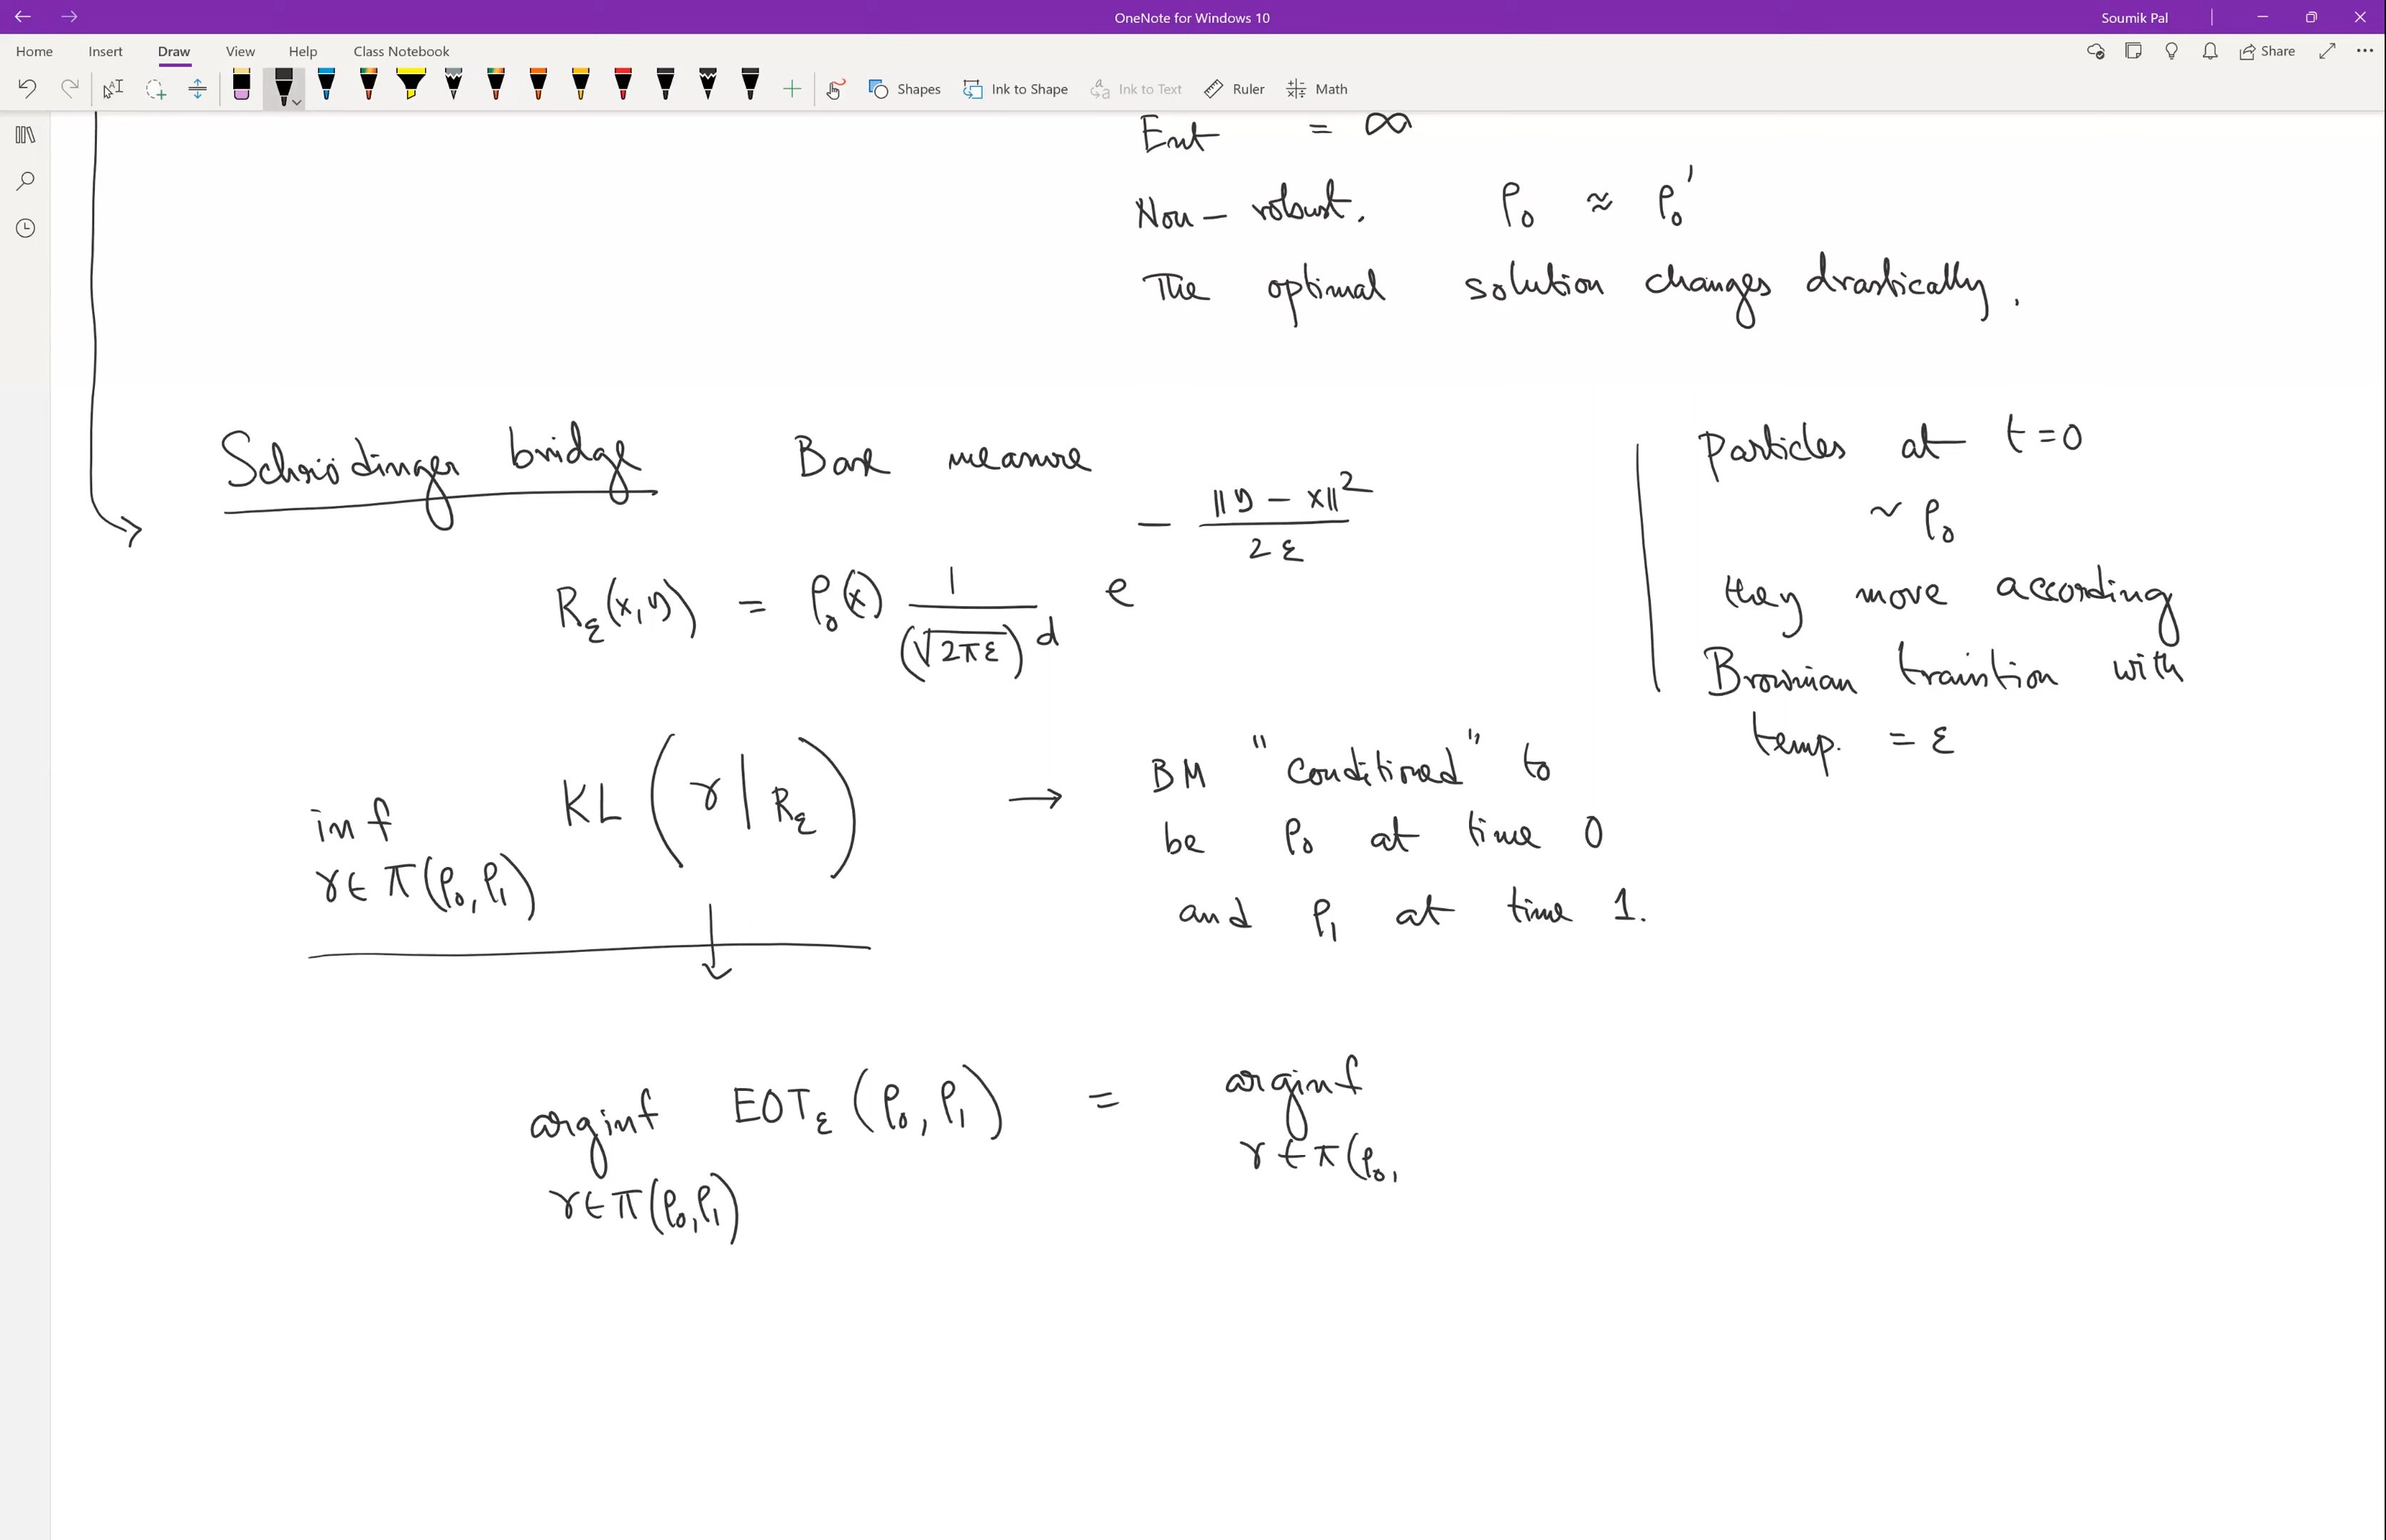 OneNote for Windows 10
Soumik Pal
Home Insert Draw View Help Class Notebook
Share
Shapes Ink to Shape Ink to Text Ruler Math
Ent = ∞
Non - robust. ρ₀ ≈ ρ₀'
The optimal solution changes drastically.
Schrödinger bridge Base measure
R_ε(x,y) = ρ₀(x) 1/(√2πε)^d e^{- ||y - x||²/2ε}
Particles at t=0
~ ρ₀
they move according
Brownian transition with
temp. = ε
inf γ∈Π(ρ₀,ρ₁) KL(γ | R_ε) → BM "conditioned" to
be ρ₀ at time 0
and ρ₁ at time 1.
arginf EOT_ε(ρ₀,ρ₁) = arginf
γ∈Π(ρ₀,ρ₁) γ∈Π(ρ₀,